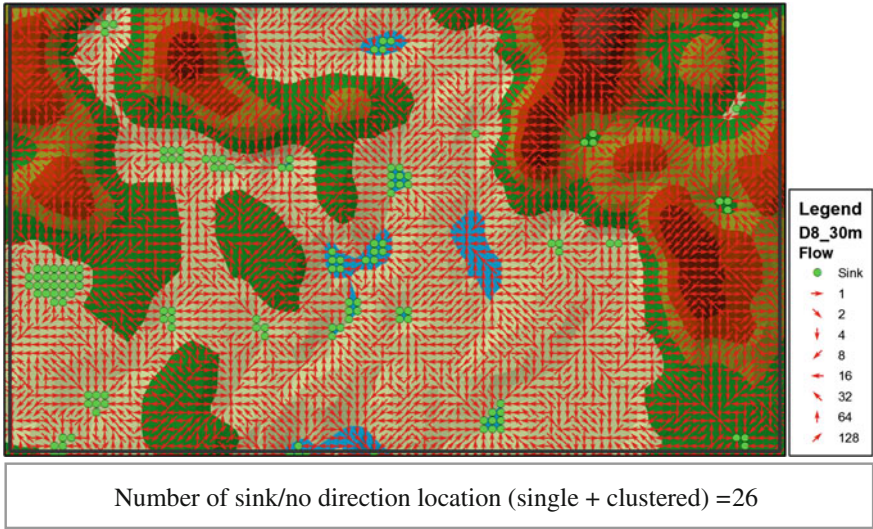 Legend
D8_30m
Flow
Sink
1
2
4
8
16
32
64
128
Number of sink/no direction location (single + clustered) =26